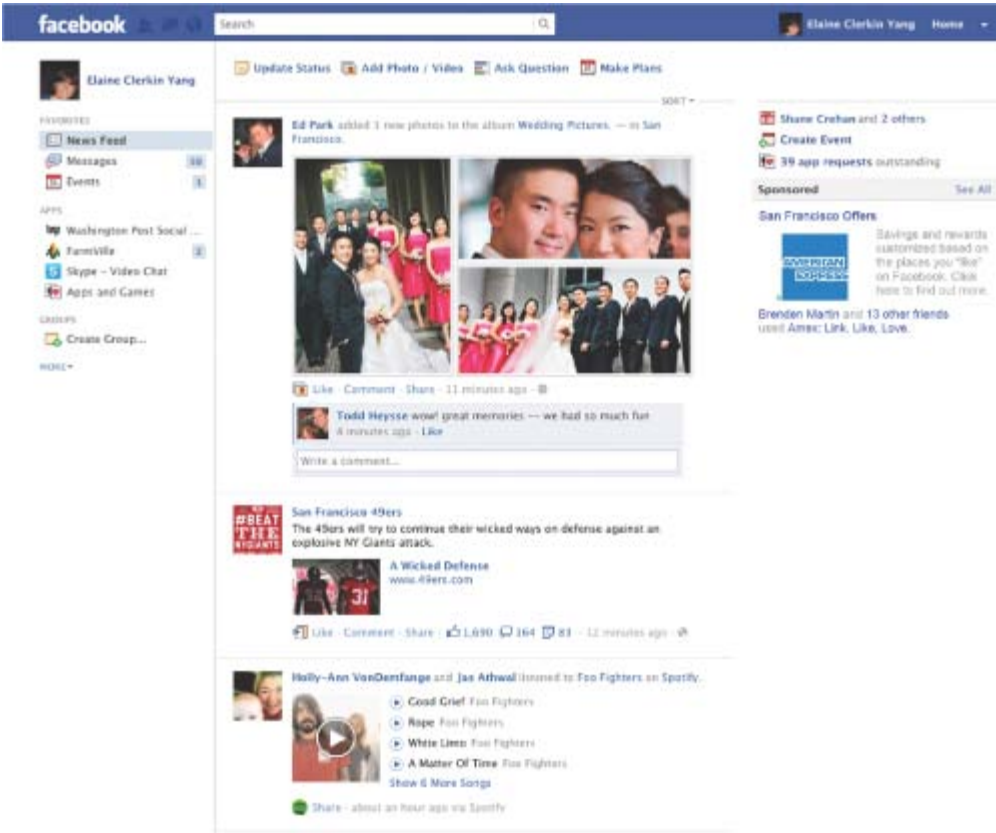 facebook
Search
Elaine Clerkin Yang Home
Elaine Clerkin Yang
FAVORITES
News Feed
Messages 10
Events 1
APPS
Washington Post Social ...
FarmVille 2
Skype – Video Chat
Apps and Games
GROUPS
Create Group...
MORE
Update Status Add Photo / Video Ask Question Make Plans
SORT
Ed Park added 3 new photos to the album Wedding Pictures. — in San
Francisco.
Like · Comment · Share · 11 minutes ago ·
Todd Heysse wow! great memories — we had so much fun
4 minutes ago · Like
Write a comment...
San Francisco 49ers
The 49ers will try to continue their wicked ways on defense against an
explosive NY Giants attack.
#BEAT
THE
NYGIANTS
A Wicked Defense
www.49ers.com
31
Like · Comment · Share · 1,690 164 83 · 12 minutes ago ·
Holly-Ann VonDemfange and Jas Athwal listened to Foo Fighters on Spotify.
Good Grief Foo Fighters
Rope Foo Fighters
White Limo Foo Fighters
A Matter Of Time Foo Fighters
Show 6 More Songs
Share · about an hour ago via Spotify
Shane Crehan and 2 others
Create Event
39 app requests outstanding
Sponsored See All
San Francisco Offers
AMERICAN
EXPRESS
Savings and rewards
customized based on
the places you "like"
on Facebook. Click
here to find out more.
Brenden Martin and 13 other friends
used Amex: Link, Like, Love.